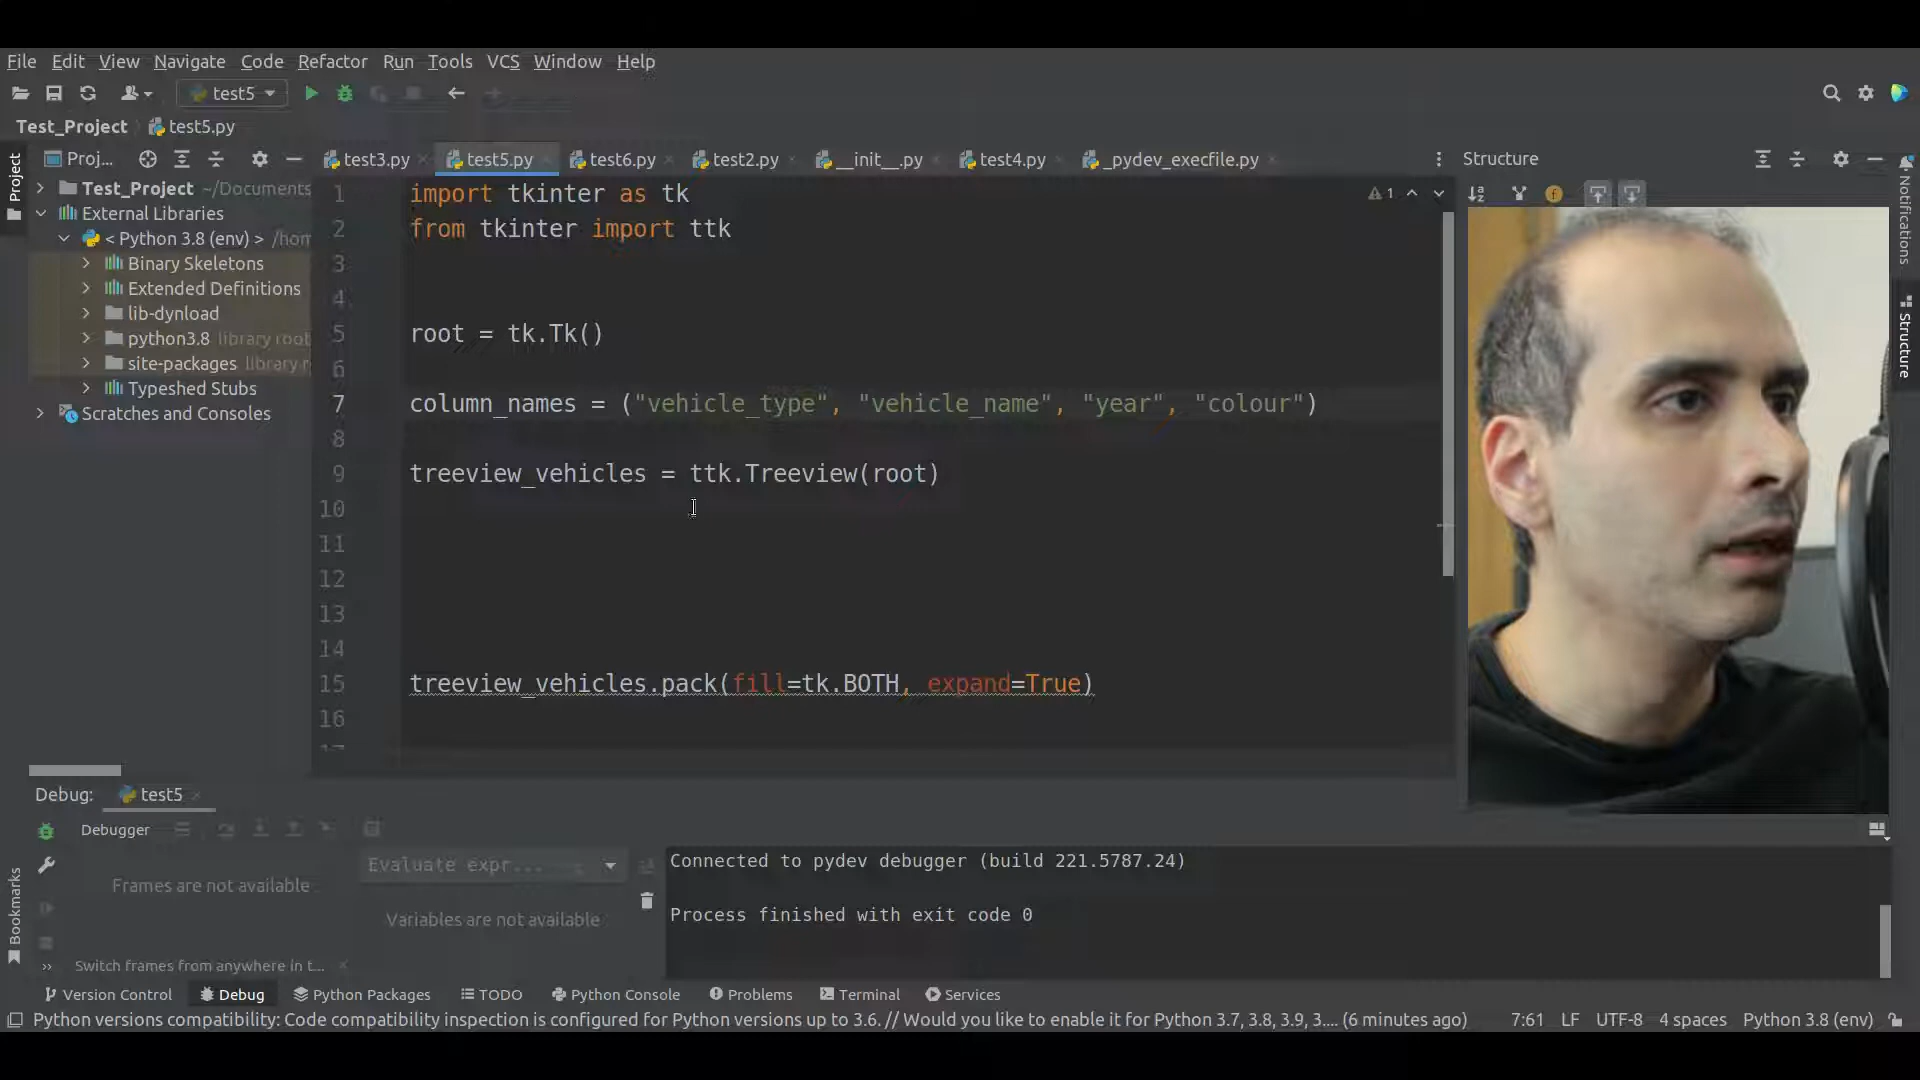 File Edit View Navigate Code Refactor Run Tools VCS Window Help
test5
Test_Project test5.py
Proj... test3.py test5.py test6.py test2.py __init__.py test4.py _pydev_execfile.py Structure
Project
Test_Project ~/Documents
External Libraries
< Python 3.8 (env) > /hom
Binary Skeletons
Extended Definitions
lib-dynload
python3.8 library root
site-packages library r
Typeshed Stubs
Scratches and Consoles
1 import tkinter as tk
2 from tkinter import ttk
3
4
5 root = tk.Tk()
6
7 column_names = ("vehicle_type", "vehicle_name", "year", "colour")
8
9 treeview_vehicles = ttk.Treeview(root)
10
11
12
13
14
15 treeview_vehicles.pack(fill=tk.BOTH, expand=True)
16
17
1
Notifications
Structure
Debug: test5
Debugger
Evaluate expr...
Frames are not available
Variables are not available
Connected to pydev debugger (build 221.5787.24)
Process finished with exit code 0
Switch frames from anywhere in t...
Bookmarks
Version Control Debug Python Packages TODO Python Console Problems Terminal Services
Python versions compatibility: Code compatibility inspection is configured for Python versions up to 3.6. // Would you like to enable it for Python 3.7, 3.8, 3.9, 3.... (6 minutes ago) 7:61 LF UTF-8 4 spaces Python 3.8 (env)